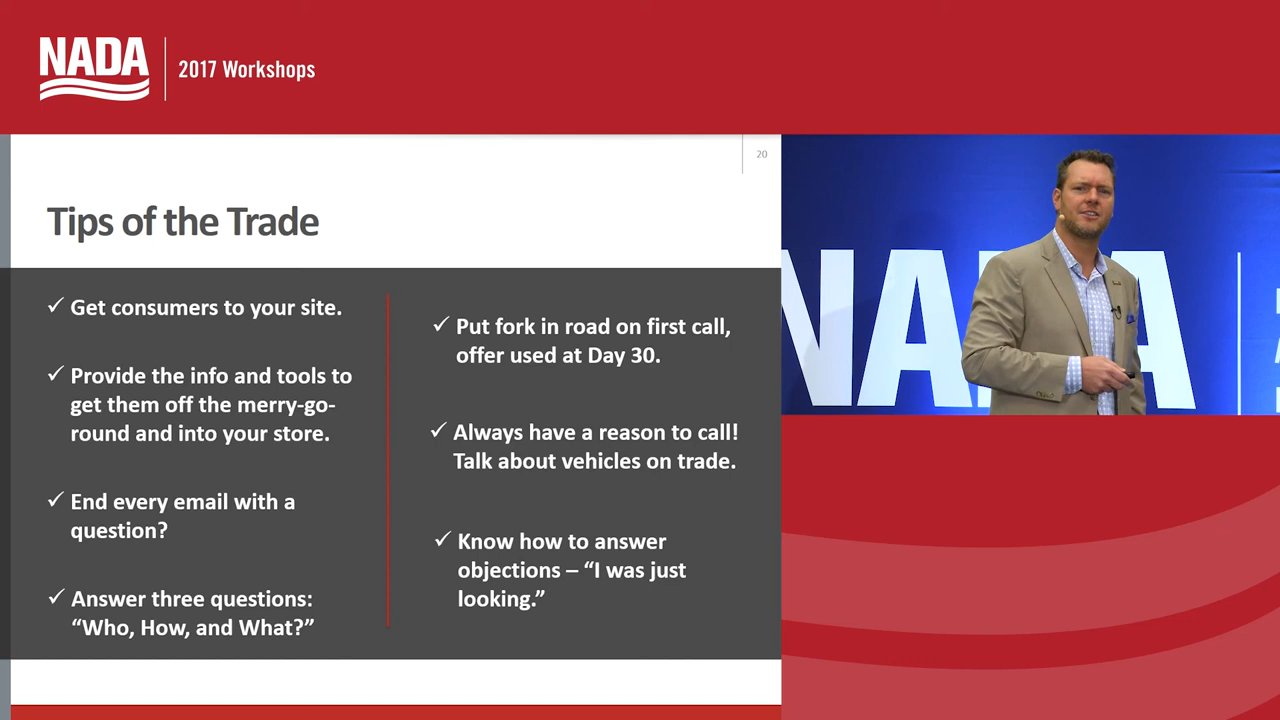 NADA
2017 Workshops
20
Tips of the Trade
✓ Get consumers to your site.
✓ Provide the info and tools to
get them off the merry-go-
round and into your store.
✓ End every email with a
question?
✓ Answer three questions:
“Who, How, and What?”
✓ Put fork in road on first call,
offer used at Day 30.
✓ Always have a reason to call!
Talk about vehicles on trade.
✓ Know how to answer
objections – “I was just
looking.”
NADA